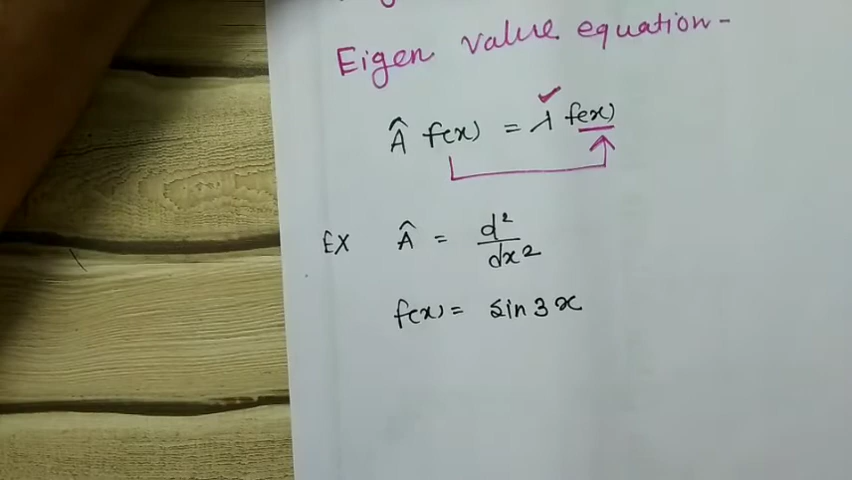 Eigen value equation -
Â f(x) = λ f(x)
EX Â = d²/dx²
f(x) = sin 3x